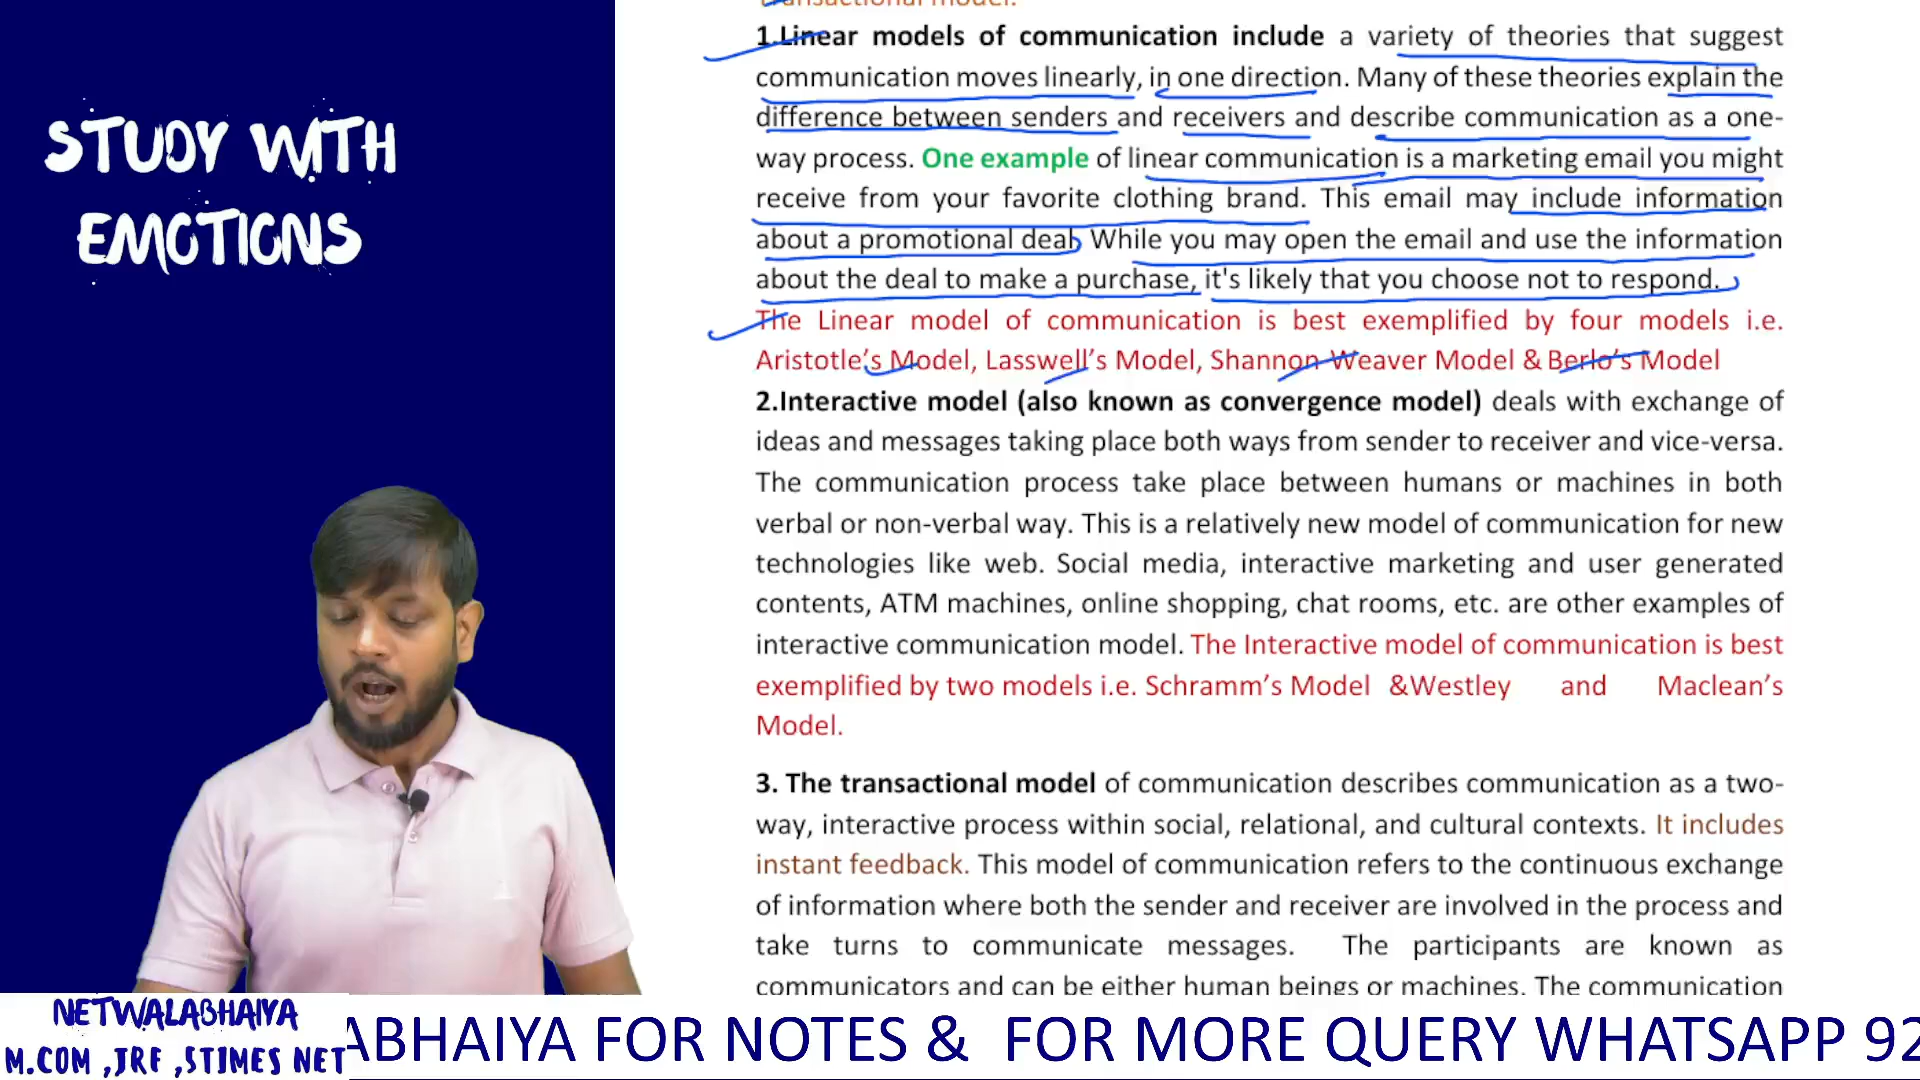 STUDY WITH
EMOTIONS
Transactional model.
1.Linear models of communication include a variety of theories that suggest
communication moves linearly, in one direction. Many of these theories explain the
difference between senders and receivers and describe communication as a one-
way process. One example of linear communication is a marketing email you might
receive from your favorite clothing brand. This email may include information
about a promotional deal. While you may open the email and use the information
about the deal to make a purchase, it's likely that you choose not to respond.
The Linear model of communication is best exemplified by four models i.e.
Aristotle's Model, Lasswell's Model, Shannon Weaver Model & Berlo's Model
2.Interactive model (also known as convergence model) deals with exchange of
ideas and messages taking place both ways from sender to receiver and vice-versa.
The communication process take place between humans or machines in both
verbal or non-verbal way. This is a relatively new model of communication for new
technologies like web. Social media, interactive marketing and user generated
contents, ATM machines, online shopping, chat rooms, etc. are other examples of
interactive communication model. The Interactive model of communication is best
exemplified by two models i.e. Schramm's Model &Westley and Maclean's
Model.
3. The transactional model of communication describes communication as a two-
way, interactive process within social, relational, and cultural contexts. It includes
instant feedback. This model of communication refers to the continuous exchange
of information where both the sender and receiver are involved in the process and
take turns to communicate messages. The participants are known as
communicators and can be either human beings or machines. The communication
NETWALABHAIYA
M.COM ,JRF ,5TIMES NET
ABHAIYA FOR NOTES & FOR MORE QUERY WHATSAPP 92